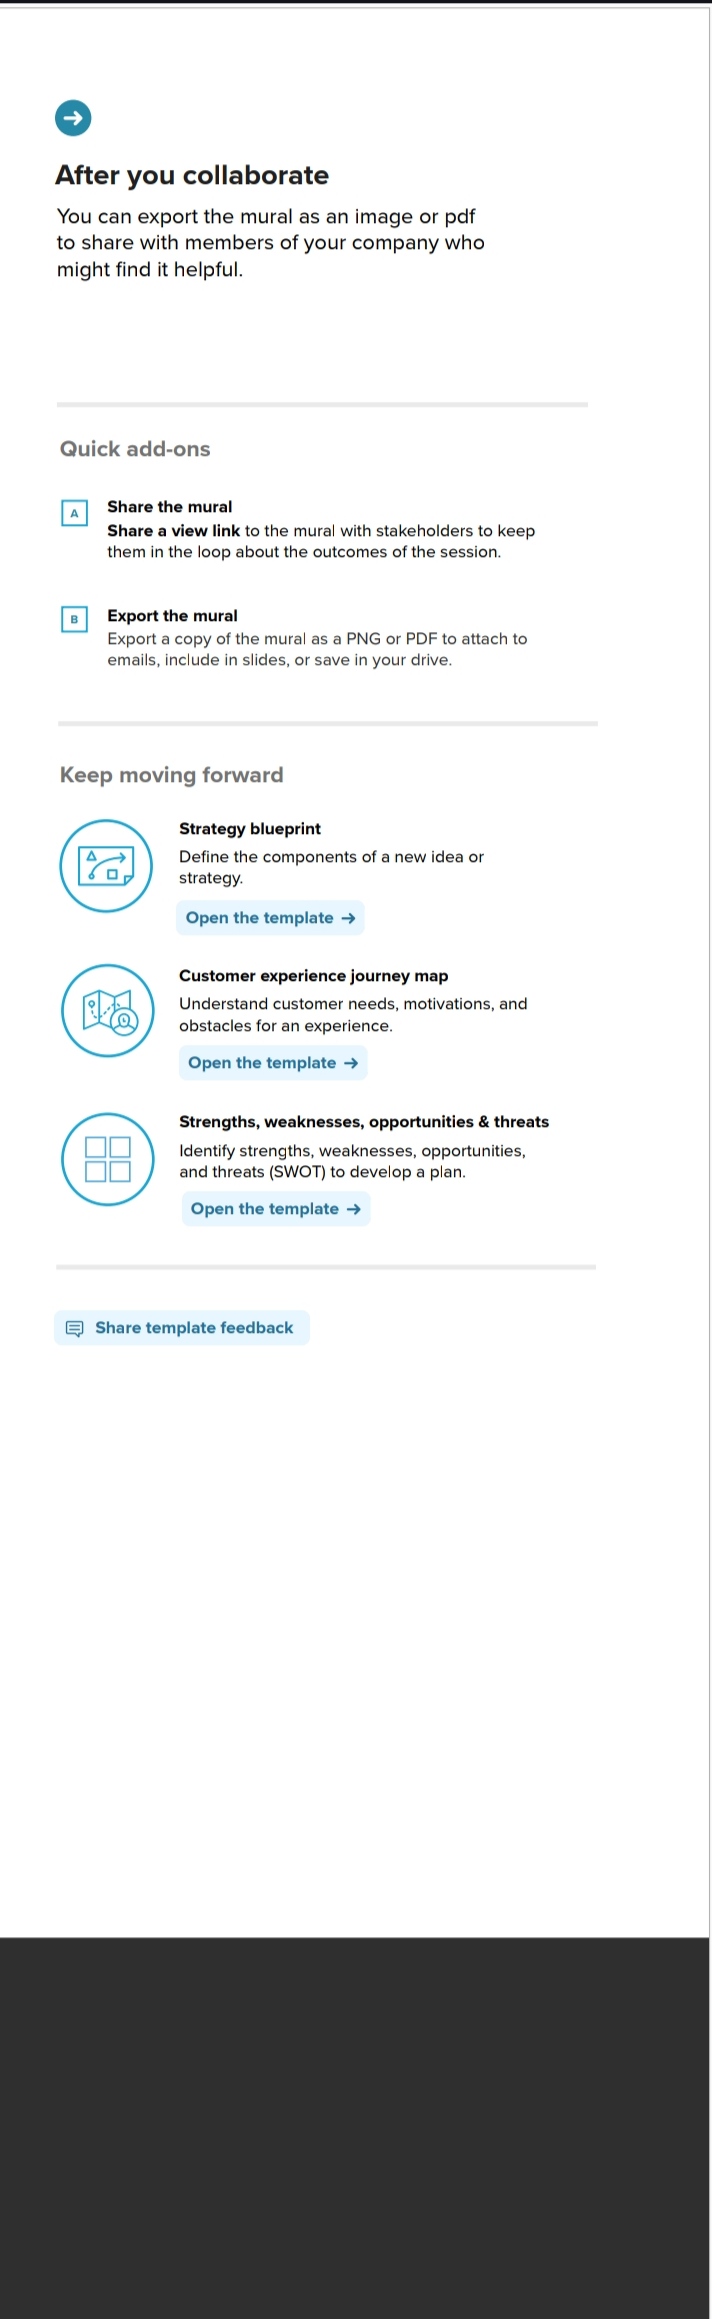 After you collaborate
You can export the mural as an image or pdf
to share with members of your company who
might find it helpful.
Quick add-ons
A
Share the mural
Share a view link to the mural with stakeholders to keep
them in the loop about the outcomes of the session.
B
Export the mural
Export a copy of the mural as a PNG or PDF to attach to
emails, include in slides, or save in your drive.
Keep moving forward
Strategy blueprint
Define the components of a new idea or
strategy.
Open the template →
Customer experience journey map
Understand customer needs, motivations, and
obstacles for an experience.
Open the template →
Strengths, weaknesses, opportunities & threats
Identify strengths, weaknesses, opportunities,
and threats (SWOT) to develop a plan.
Open the template →
Share template feedback